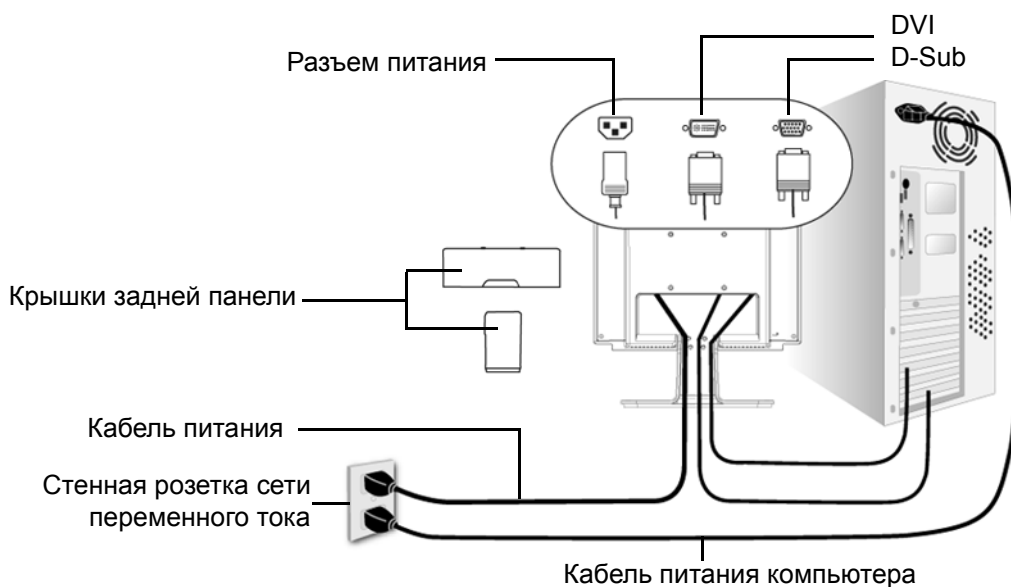 DVI
D-Sub
Разъем питания
Крышки задней панели
Кабель питания
Стенная розетка сети
переменного тока
Кабель питания компьютера